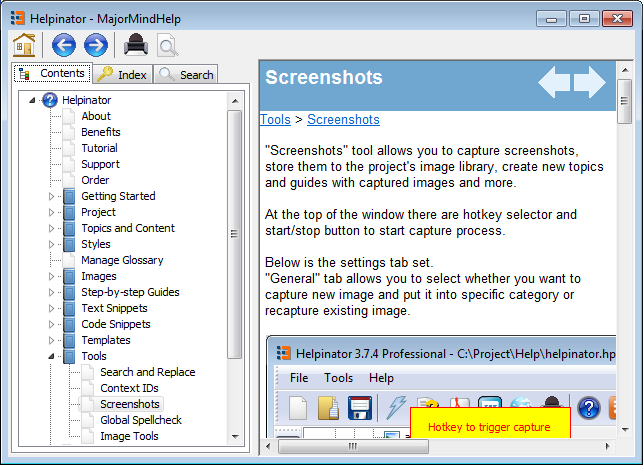 Helpinator - MajorMindHelp
Contents
Index
Search
Helpinator
About
Benefits
Tutorial
Support
Order
Getting Started
Project
Topics and Content
Styles
Manage Glossary
Images
Step-by-step Guides
Text Snippets
Code Snippets
Templates
Tools
Search and Replace
Context IDs
Screenshots
Global Spellcheck
Image Tools
Screenshots
Tools > Screenshots
"Screenshots" tool allows you to capture screenshots,
store them to the project's image library, create new topics
and guides with captured images and more.
At the top of the window there are hotkey selector and
start/stop button to start capture process.
Below is the settings tab set.
"General" tab allows you to select whether you want to
capture new image and put it into specific category or
recapture existing image.
Helpinator 3.7.4 Professional - C:\Project\Help\helpinator.hp
File Tools Help
Hotkey to trigger capture